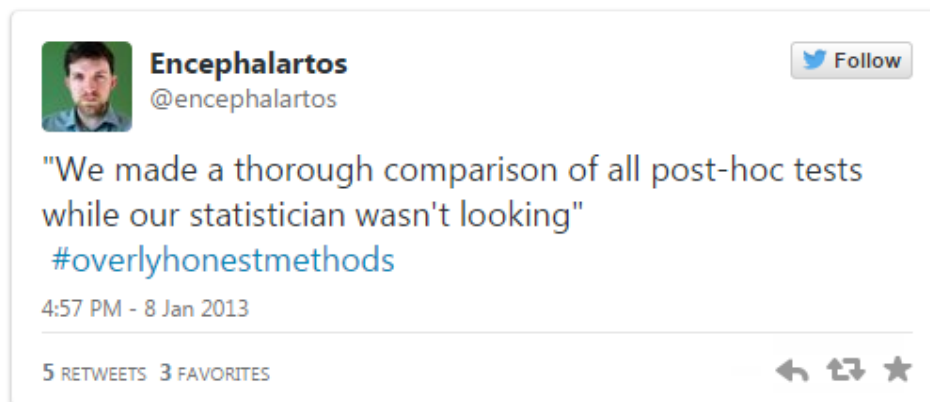 Encephalartos
Follow
@encephalartos
"We made a thorough comparison of all post-hoc tests
while our statistician wasn't looking"
#overlyhonestmethods
4:57 PM - 8 Jan 2013
5 RETWEETS 3 FAVORITES